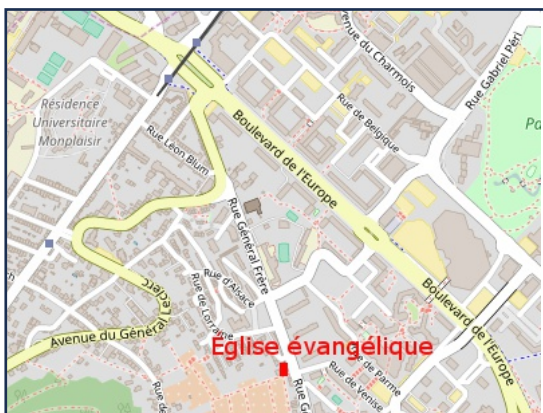 Avenue du Charmois
Rue Gabriel Péri
Résidence
Universitaire
Monplaisir
Rue de Belgique
Boulevard de l'Europe
Rue Léon Blum
Rue Général Frère
Rue d'Alsace
Rue de Lorraine
Boulevard de l'Europe
Avenue du Général Leclerc
Eglise évangélique
de Parme
Rue de Venise